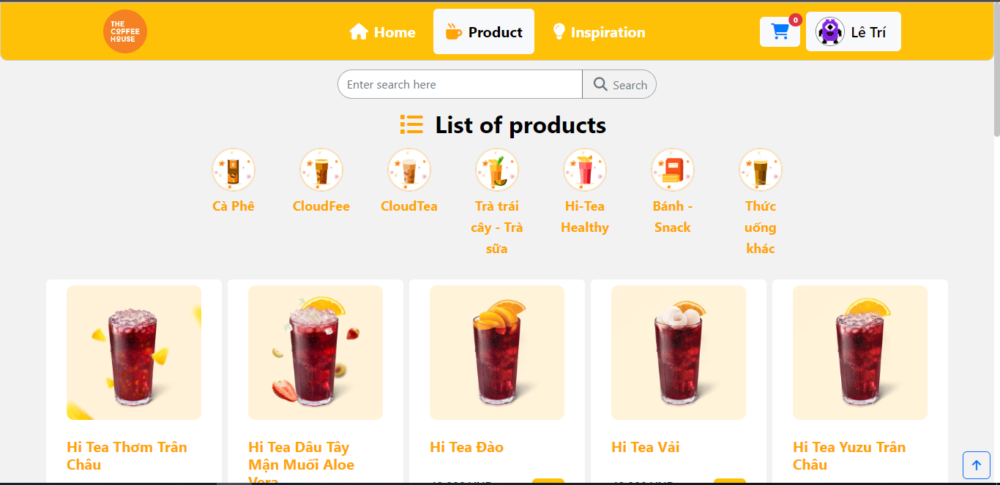 THE
COFFEE
HOUSE
Home
Product
Inspiration
0
Lê Trí
Enter search here
Search
List of products
Cà Phê
CloudFee
CloudTea
Trà trái
cây - Trà
sữa
Hi-Tea
Healthy
Bánh -
Snack
Thức
uống
khác
Hi Tea Thơm Trân
Châu
Hi Tea Dâu Tây
Mận Muối Aloe
Vera
Hi Tea Đào
Hi Tea Vải
Hi Tea Yuzu Trân
Châu